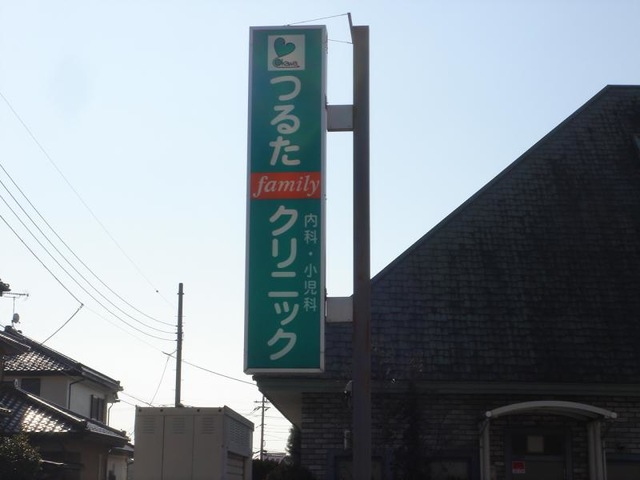 つるた
family
クリニック
内科・小児科